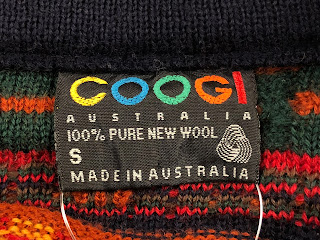 COOGI
AUSTRALIA
100% PURE NEW WOOL
S
MADE IN AUSTRALIA